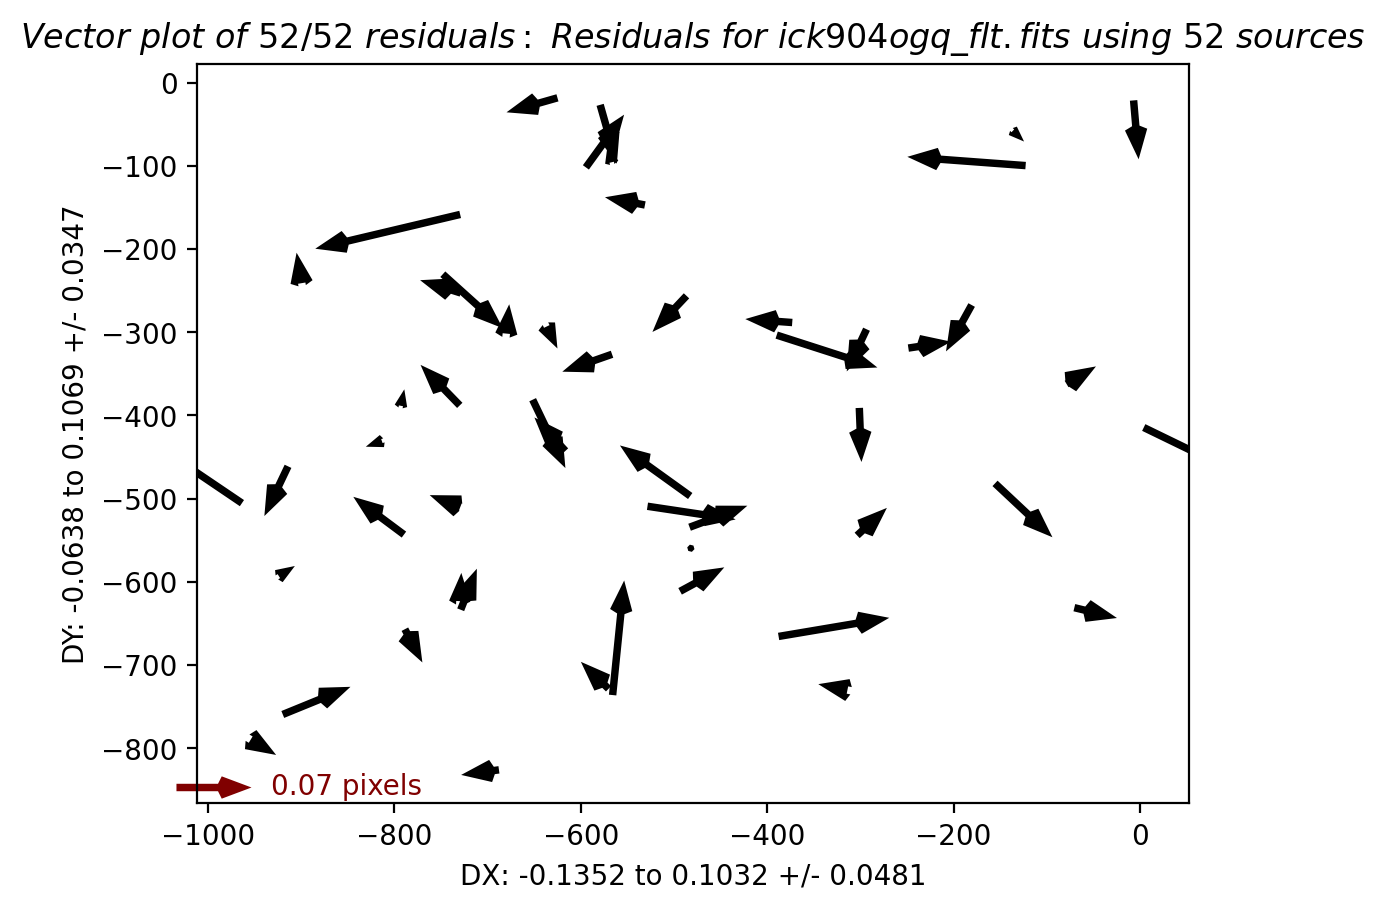 Vector plot of 52/52 residuals: Residuals for ick904ogq_flt.fits using 52 sources
0
−100
−200
−300
−400
−500
−600
−700
−800
DY: -0.0638 to 0.1069 +/- 0.0347
0.07 pixels
−1000 −800 −600 −400 −200 0
DX: -0.1352 to 0.1032 +/- 0.0481